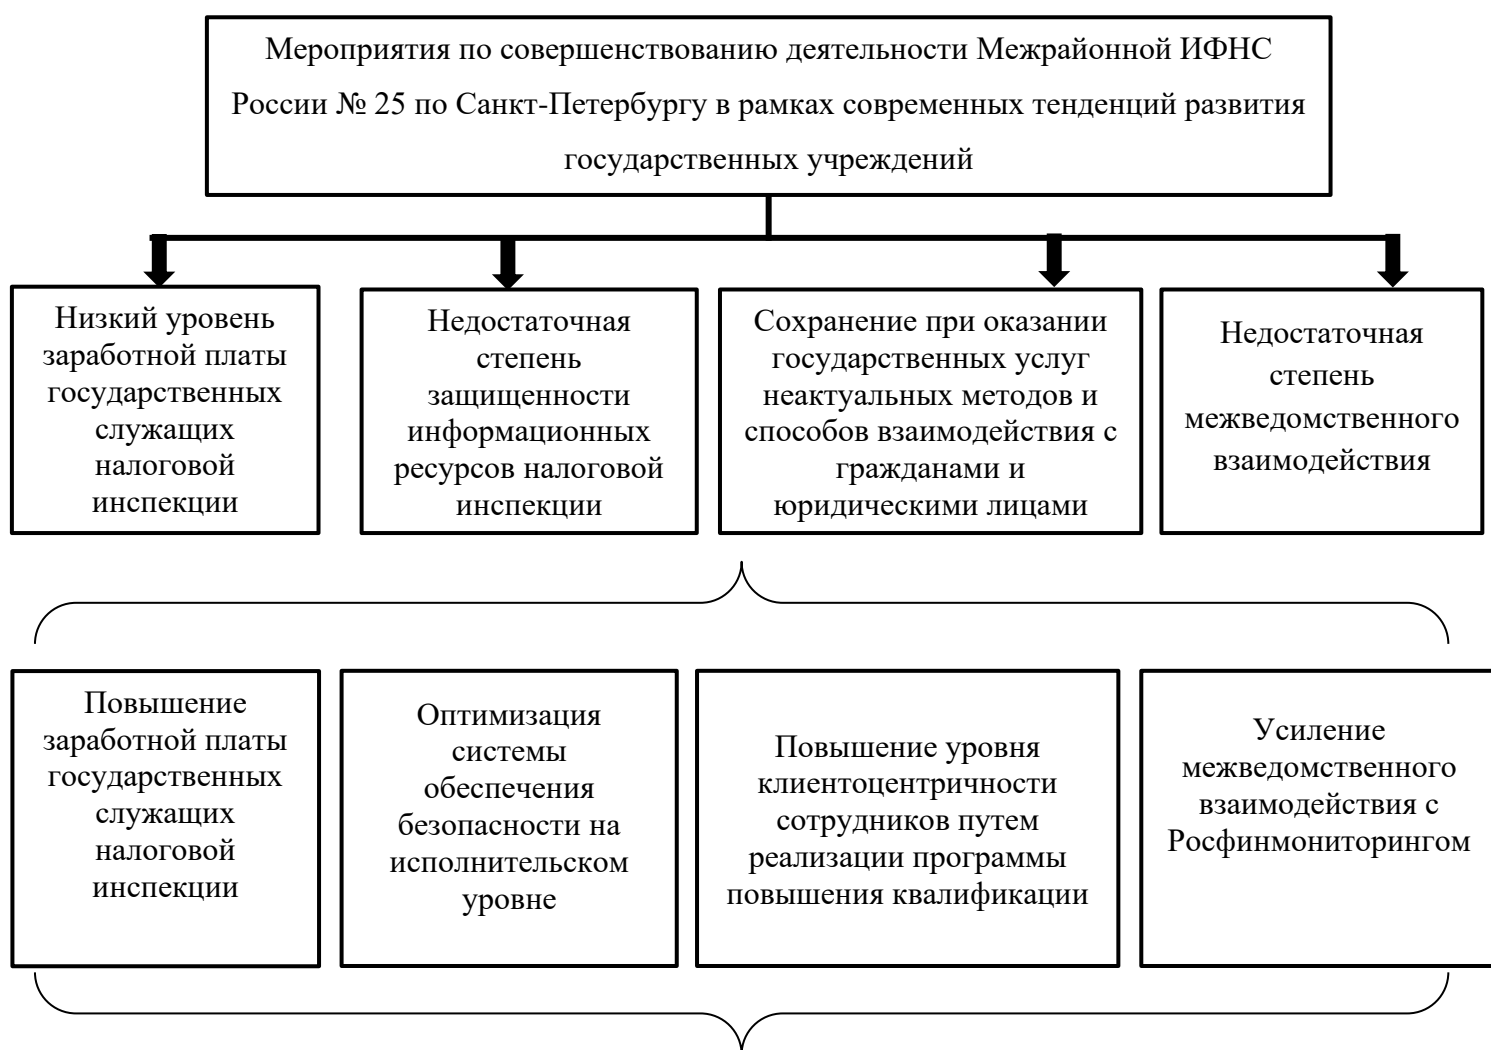 Мероприятия по совершенствованию деятельности Межрайонной ИФНС
России № 25 по Санкт-Петербургу в рамках современных тенденций развития
государственных учреждений
Низкий уровень
заработной платы
государственных
служащих
налоговой
инспекции
Недостаточная
степень
защищенности
информационных
ресурсов налоговой
инспекции
Сохранение при оказании
государственных услуг
неактуальных методов и
способов взаимодействия с
гражданами и
юридическими лицами
Недостаточная
степень
межведомственного
взаимодействия
Повышение
заработной платы
государственных
служащих
налоговой
инспекции
Оптимизация
системы
обеспечения
безопасности на
исполнительском
уровне
Повышение уровня
клиентоцентричности
сотрудников путем
реализации программы
повышения квалификации
Усиление
межведомственного
взаимодействия с
Росфинмониторингом